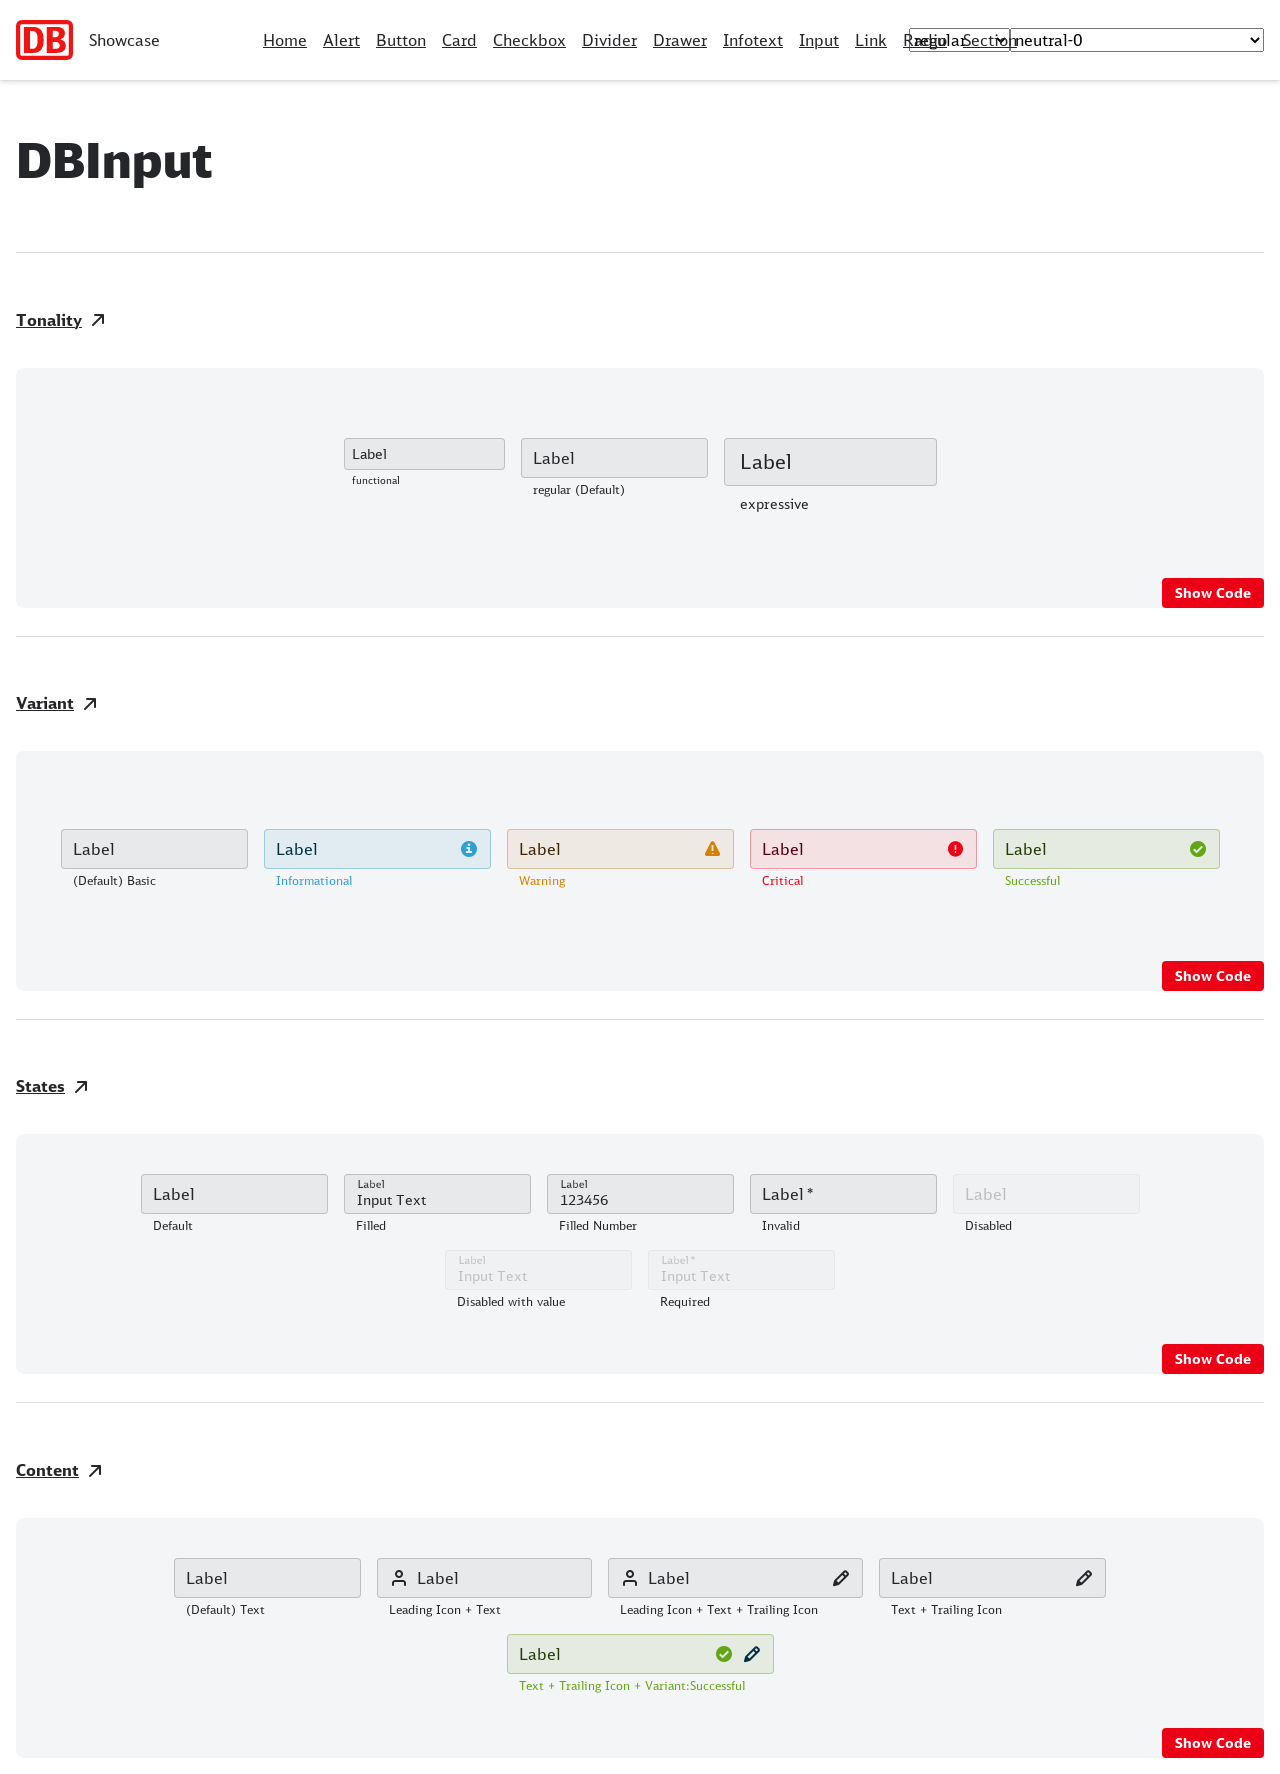 DB Showcase Home Alert Button Card Checkbox Divider Drawer Infotext Input Link Radio Section regular neutral-0
DBInput
Tonality
Label Label Label
functional regular (Default) expressive
Show Code
Variant
Label Label Label Label Label
(Default) Basic Informational Warning Critical Successful
Show Code
States
Label Label Input Text Label 123456 Label * Label
Default Filled Filled Number Invalid Disabled
Label Input Text Label * Input Text
Disabled with value Required
Show Code
Content
Label Label Label Label
(Default) Text Leading Icon + Text Leading Icon + Text + Trailing Icon Text + Trailing Icon
Label
Text + Trailing Icon + Variant:Successful
Show Code